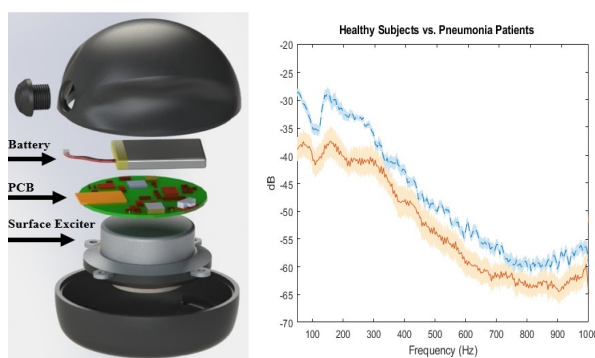 Battery
PCB
Surface Exciter
Healthy Subjects vs. Pneumonia Patients
-20
-25
-30
-35
-40
-45
-50
-55
-60
-65
-70
dB
100 200 300 400 500 600 700 800 900 1000
Frequency (Hz)